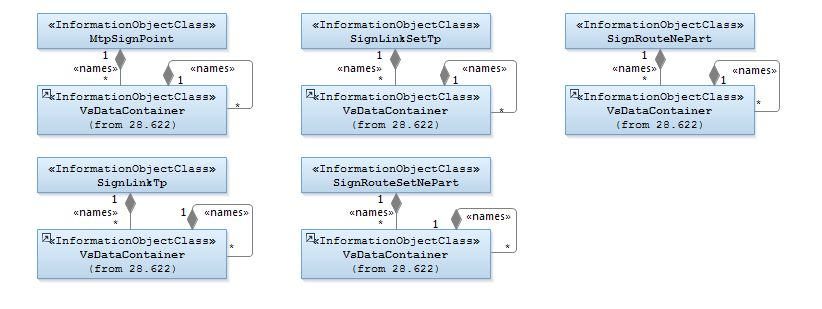 «InformationObjectClass»
MtpSignPoint
1
«names»
*
«names»
1
*
«InformationObjectClass»
VsDataContainer
(from 28.622)
«InformationObjectClass»
SignLinkSetTp
1
«names»
*
«names»
1
*
«InformationObjectClass»
VsDataContainer
(from 28.622)
«InformationObjectClass»
SignRouteNePart
1
«names»
*
«names»
1
*
«InformationObjectClass»
VsDataContainer
(from 28.622)
«InformationObjectClass»
SignLinkTp
1
«names»
*
1
«names»
*
«InformationObjectClass»
VsDataContainer
(from 28.622)
«InformationObjectClass»
SignRouteSetNePart
1
«names»
*
1
«names»
*
«InformationObjectClass»
VsDataContainer
(from 28.622)